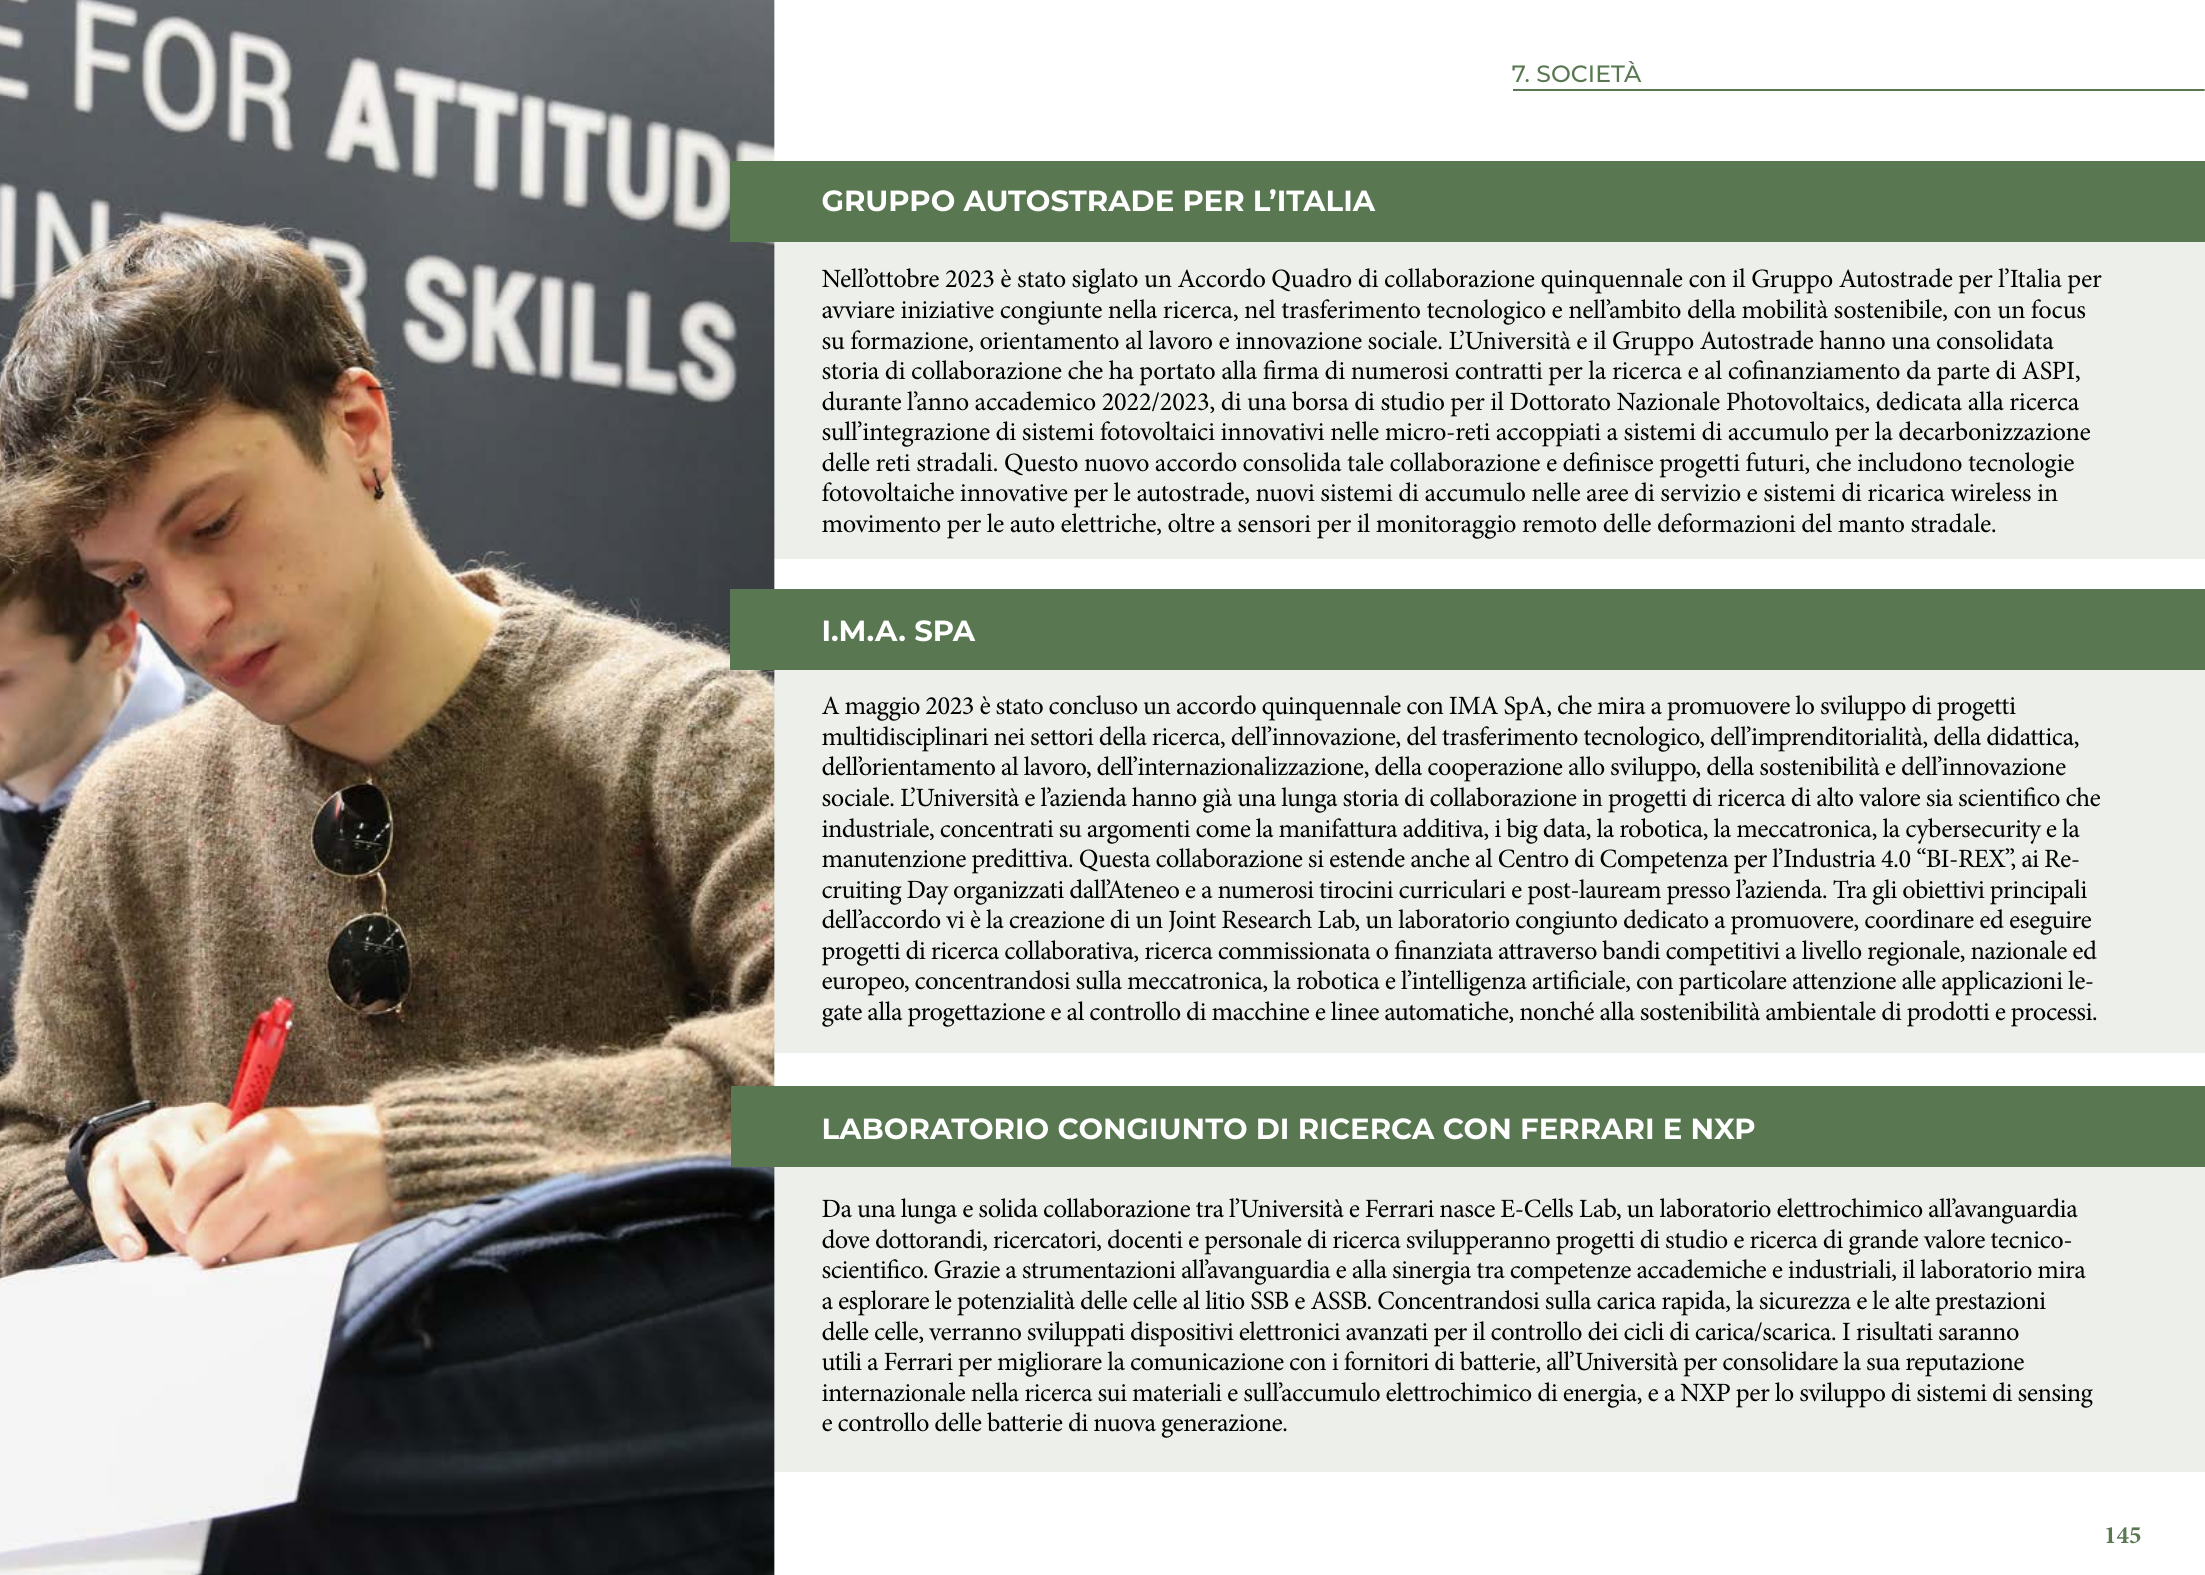 E FOR ATTITUDE
IN FOR SKILLS
7. SOCIETÀ
GRUPPO AUTOSTRADE PER L’ITALIA
Nell’ottobre 2023 è stato siglato un Accordo Quadro di collaborazione quinquennale con il Gruppo Autostrade per l’Italia per
avviare iniziative congiunte nella ricerca, nel trasferimento tecnologico e nell’ambito della mobilità sostenibile, con un focus
su formazione, orientamento al lavoro e innovazione sociale. L’Università e il Gruppo Autostrade hanno una consolidata
storia di collaborazione che ha portato alla firma di numerosi contratti per la ricerca e al cofinanziamento da parte di ASPI,
durante l’anno accademico 2022/2023, di una borsa di studio per il Dottorato Nazionale Photovoltaics, dedicata alla ricerca
sull’integrazione di sistemi fotovoltaici innovativi nelle micro-reti accoppiati a sistemi di accumulo per la decarbonizzazione
delle reti stradali. Questo nuovo accordo consolida tale collaborazione e definisce progetti futuri, che includono tecnologie
fotovoltaiche innovative per le autostrade, nuovi sistemi di accumulo nelle aree di servizio e sistemi di ricarica wireless in
movimento per le auto elettriche, oltre a sensori per il monitoraggio remoto delle deformazioni del manto stradale.
I.M.A. SPA
A maggio 2023 è stato concluso un accordo quinquennale con IMA SpA, che mira a promuovere lo sviluppo di progetti
multidisciplinari nei settori della ricerca, dell’innovazione, del trasferimento tecnologico, dell’imprenditorialità, della didattica,
dell’orientamento al lavoro, dell’internazionalizzazione, della cooperazione allo sviluppo, della sostenibilità e dell’innovazione
sociale. L’Università e l’azienda hanno già una lunga storia di collaborazione in progetti di ricerca di alto valore sia scientifico che
industriale, concentrati su argomenti come la manifattura additiva, i big data, la robotica, la meccatronica, la cybersecurity e la
manutenzione predittiva. Questa collaborazione si estende anche al Centro di Competenza per l’Industria 4.0 “BI-REX”, ai Re-
cruiting Day organizzati dall’Ateneo e a numerosi tirocini curriculari e post-lauream presso l’azienda. Tra gli obiettivi principali
dell’accordo vi è la creazione di un Joint Research Lab, un laboratorio congiunto dedicato a promuovere, coordinare ed eseguire
progetti di ricerca collaborativa, ricerca commissionata o finanziata attraverso bandi competitivi a livello regionale, nazionale ed
europeo, concentrandosi sulla meccatronica, la robotica e l’intelligenza artificiale, con particolare attenzione alle applicazioni le-
gate alla progettazione e al controllo di macchine e linee automatiche, nonché alla sostenibilità ambientale di prodotti e processi.
LABORATORIO CONGIUNTO DI RICERCA CON FERRARI E NXP
Da una lunga e solida collaborazione tra l’Università e Ferrari nasce E-Cells Lab, un laboratorio elettrochimico all’avanguardia
dove dottorandi, ricercatori, docenti e personale di ricerca svilupperanno progetti di studio e ricerca di grande valore tecnico-
scientifico. Grazie a strumentazioni all’avanguardia e alla sinergia tra competenze accademiche e industriali, il laboratorio mira
a esplorare le potenzialità delle celle al litio SSB e ASSB. Concentrandosi sulla carica rapida, la sicurezza e le alte prestazioni
delle celle, verranno sviluppati dispositivi elettronici avanzati per il controllo dei cicli di carica/scarica. I risultati saranno
utili a Ferrari per migliorare la comunicazione con i fornitori di batterie, all’Università per consolidare la sua reputazione
internazionale nella ricerca sui materiali e sull’accumulo elettrochimico di energia, e a NXP per lo sviluppo di sistemi di sensing
e controllo delle batterie di nuova generazione.
145